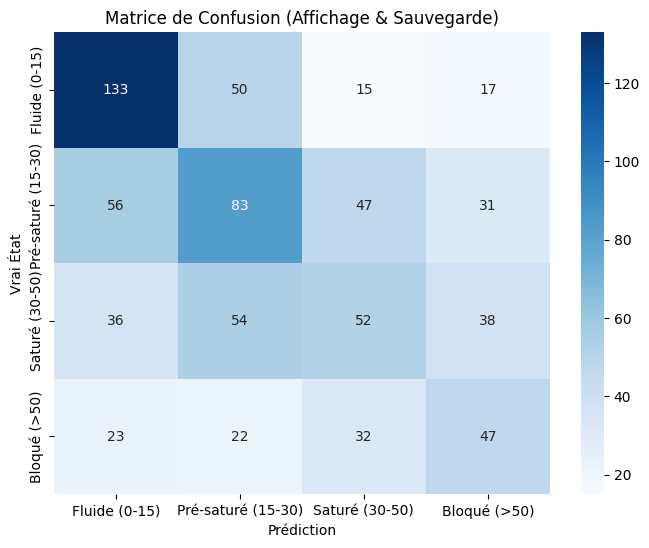 Matrice de Confusion (Affichage & Sauvegarde)
Vrai État
Fluide (0-15)
133 50 15 17
Pré-saturé (15-30)
56 83 47 31
Saturé (30-50)
36 54 52 38
Bloqué (>50)
23 22 32 47
Fluide (0-15) Pré-saturé (15-30) Saturé (30-50) Bloqué (>50)
Prédiction
120
100
80
60
40
20